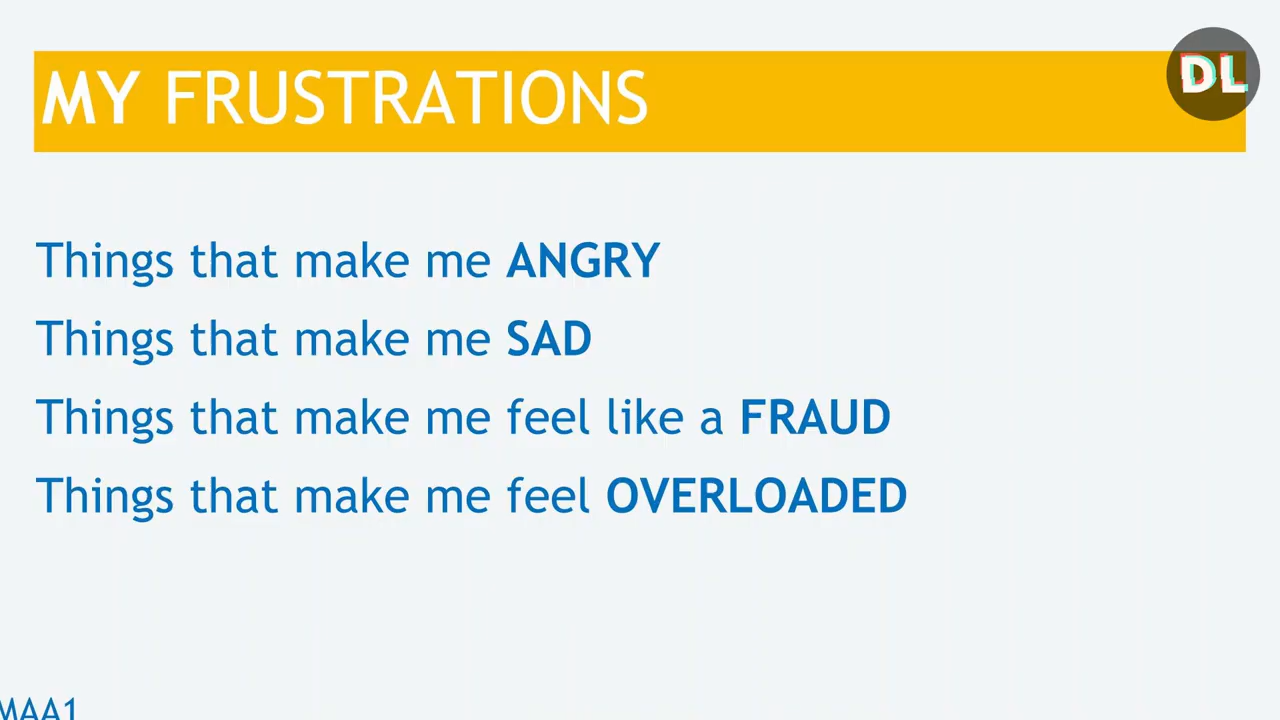 MY FRUSTRATIONS
DL
Things that make me ANGRY
Things that make me SAD
Things that make me feel like a FRAUD
Things that make me feel OVERLOADED
MAA1